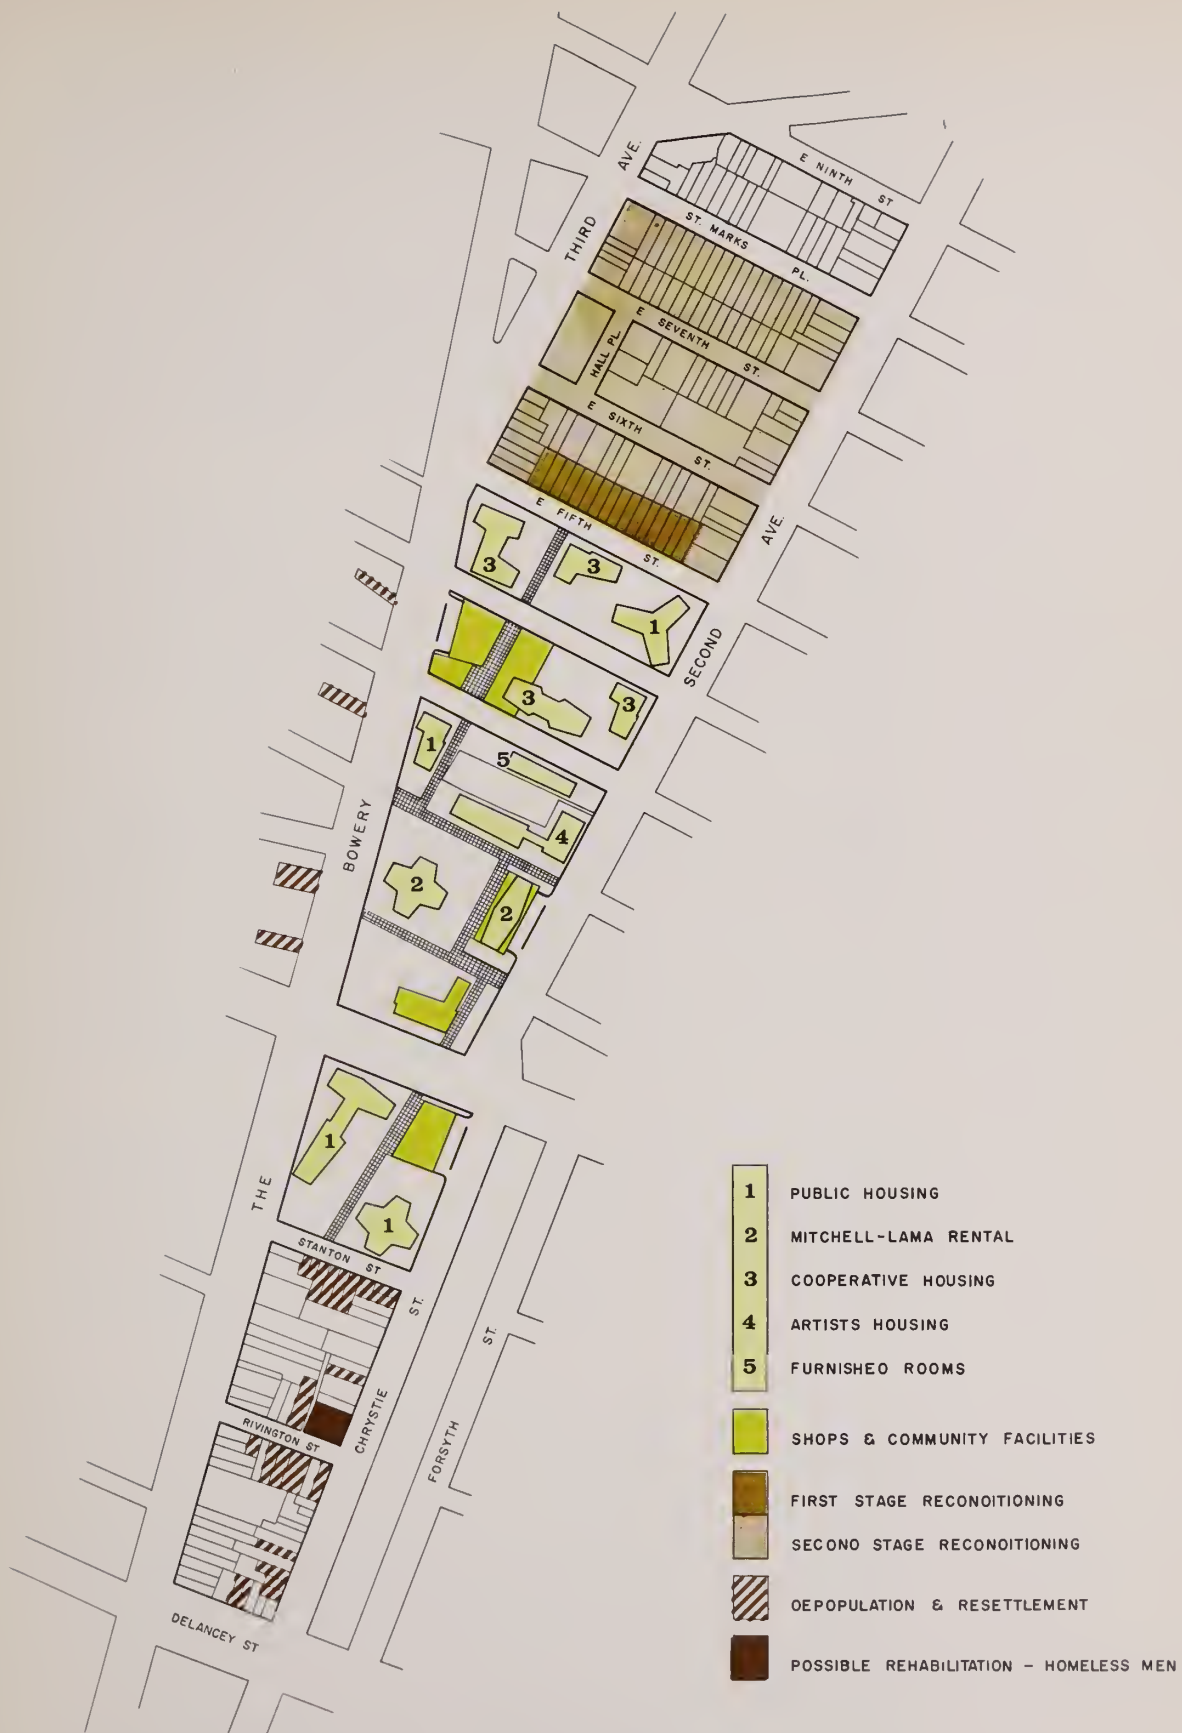 E NINTH ST
AVE.
THIRD
ST. MARKS PL.
E SEVENTH ST.
HALL PL.
E SIXTH ST.
E FIFTH ST.
AVE.
SECOND
3
3
1
3
3
1
5
4
2
2
BOWERY
THE
1
1
STANTON ST
ST.
CHRYSTIE
ST.
FORSYTH
RIVINGTON ST
DELANCEY ST
1 PUBLIC HOUSING
2 MITCHELL-LAMA RENTAL
3 COOPERATIVE HOUSING
4 ARTISTS HOUSING
5 FURNISHEO ROOMS
SHOPS & COMMUNITY FACILITIES
FIRST STAGE RECONOITIONING
SECONO STAGE RECONOITIONING
OEPOPULATION & RESETTLEMENT
POSSIBLE REHABILITATION – HOMELESS MEN